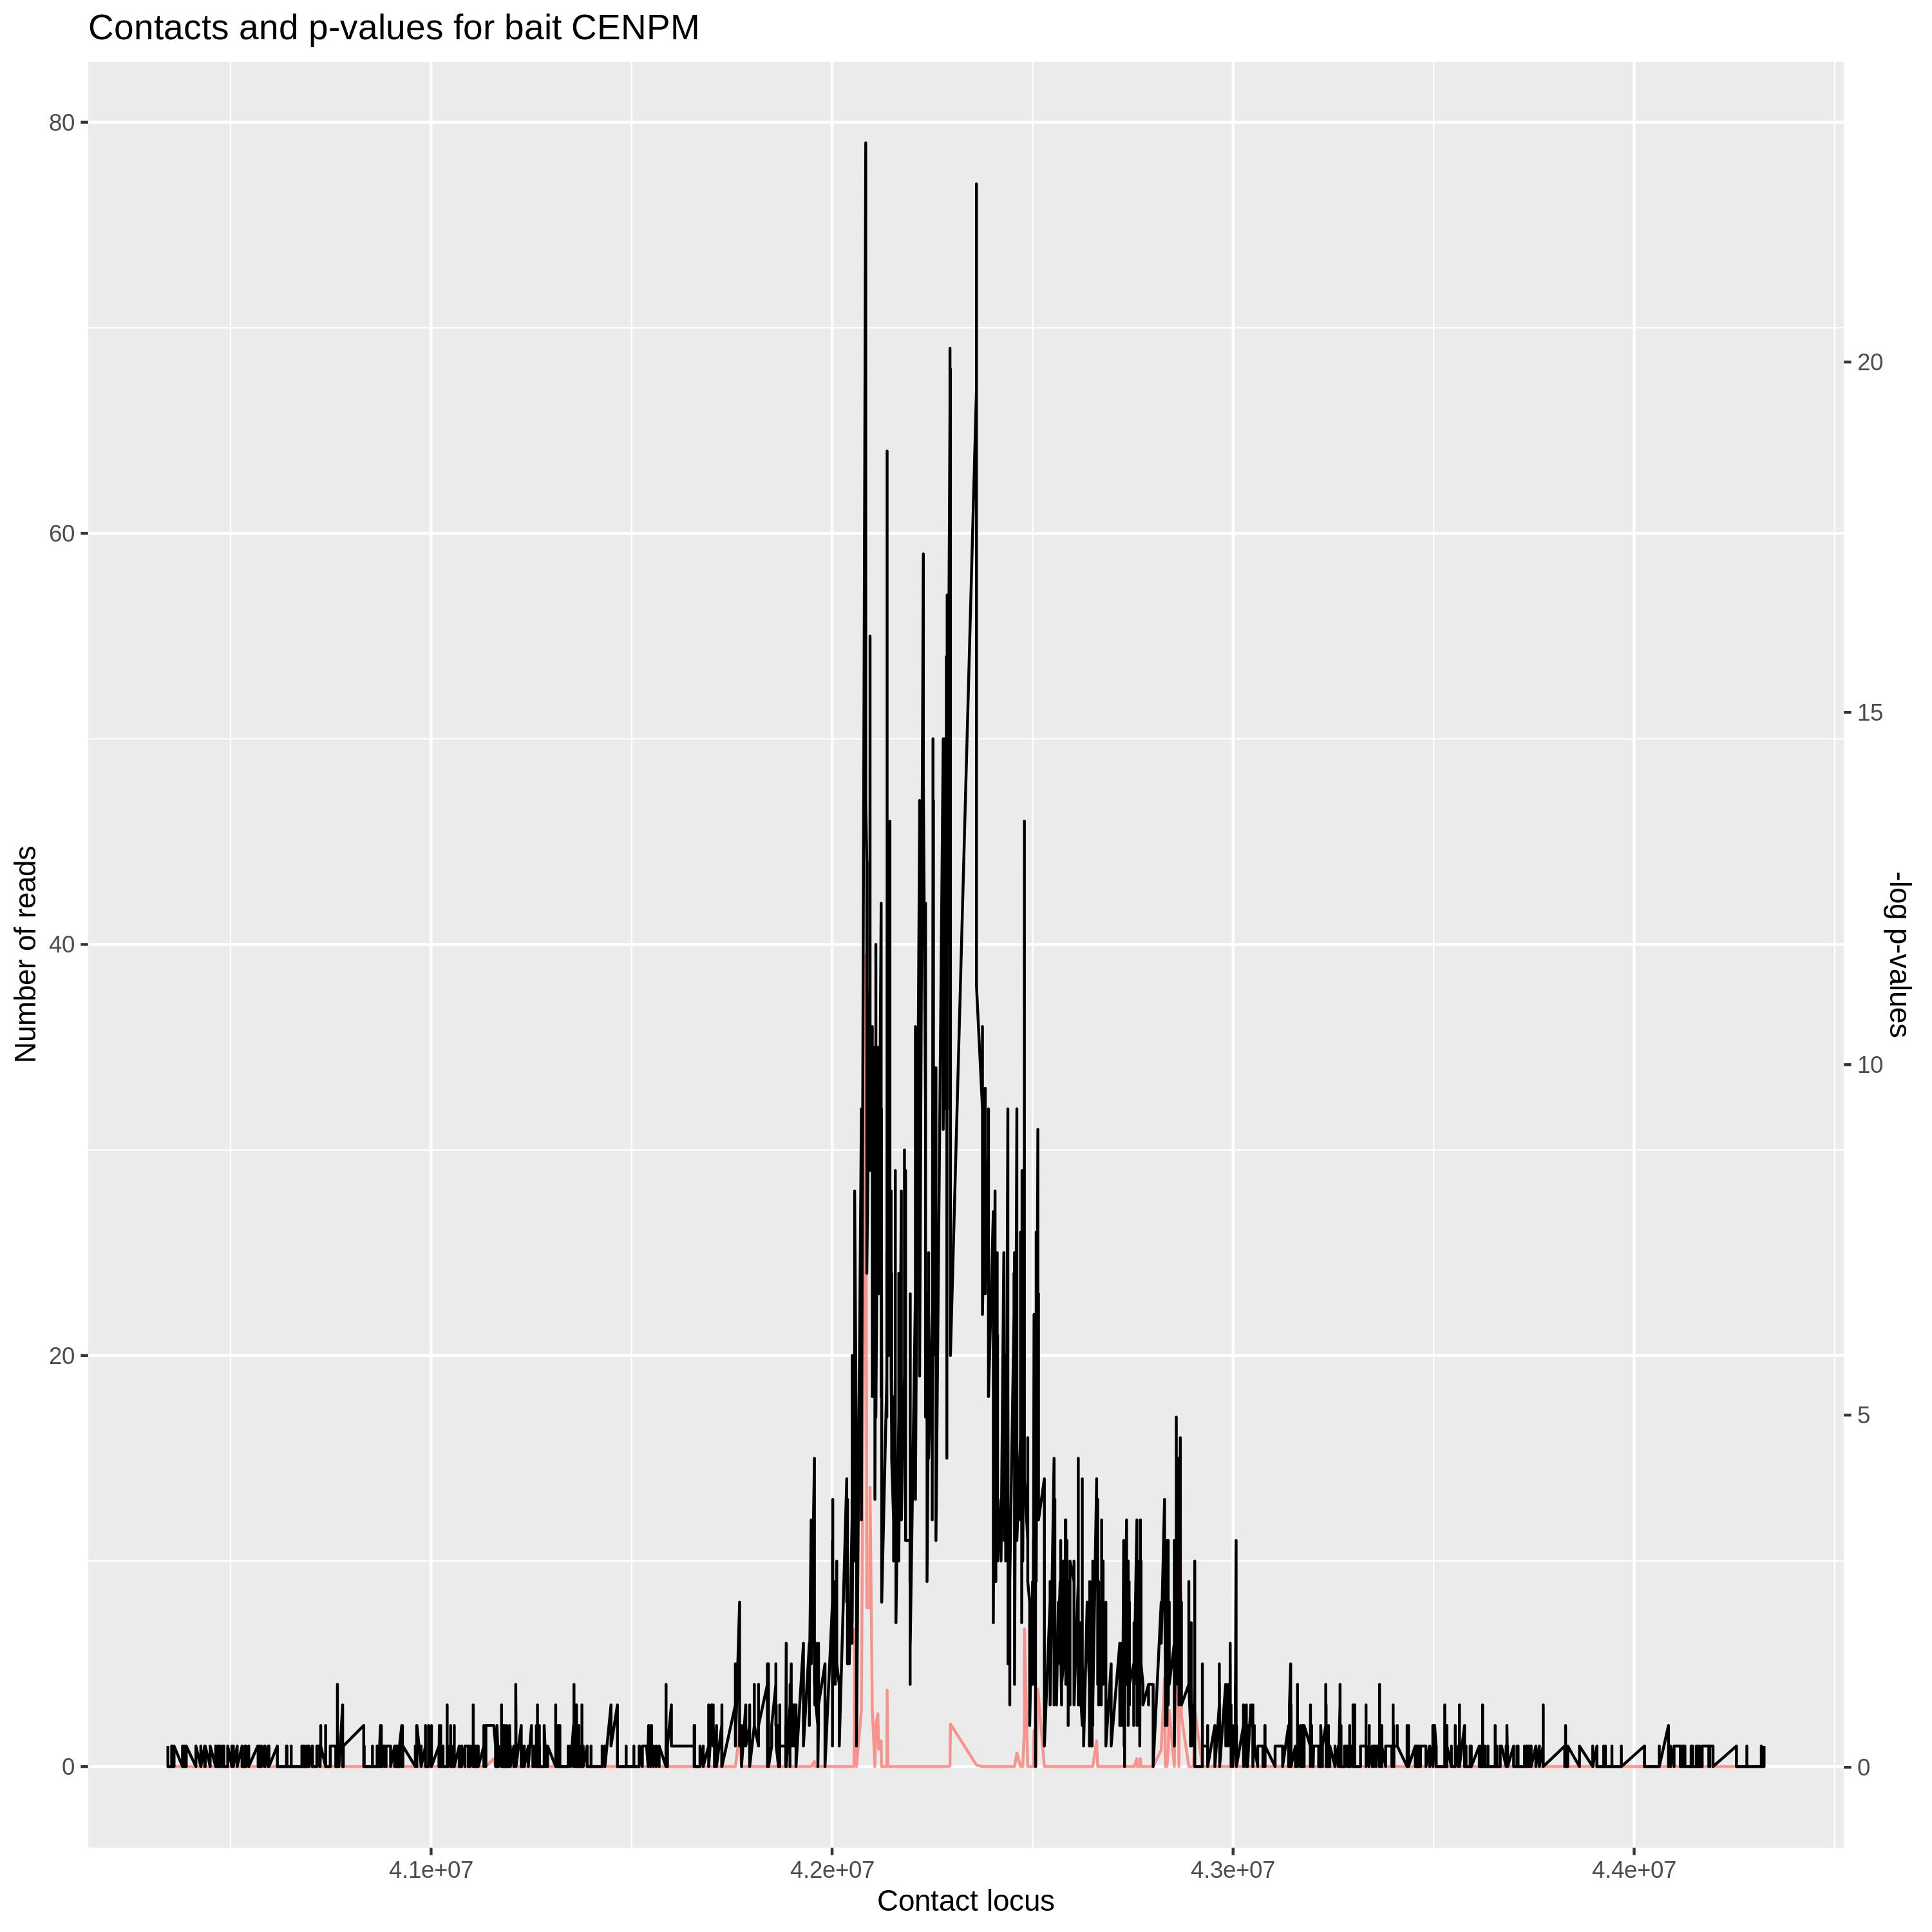 Contacts and p-values for bait CENPM
80
60
40
20
0
Number of reads
20
15
10
5
0
-log p-values
4.1e+07 4.2e+07 4.3e+07 4.4e+07
Contact locus